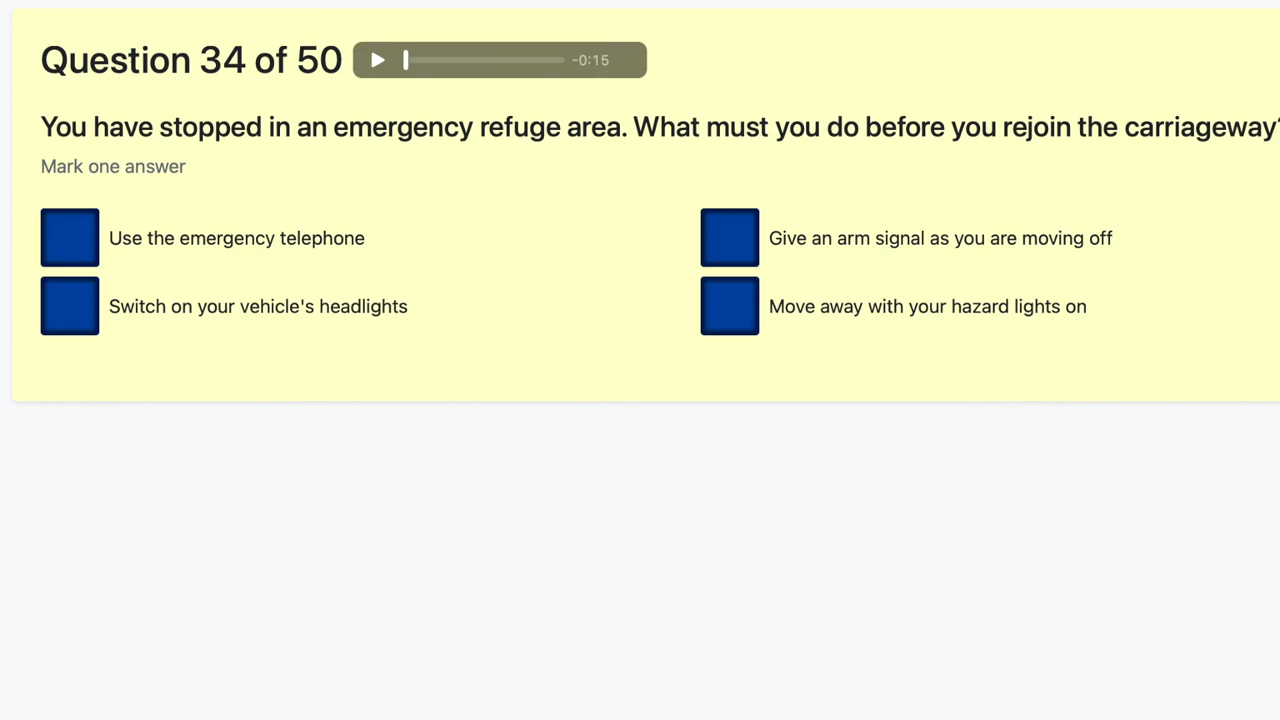 Question 34 of 50
-0:15
You have stopped in an emergency refuge area. What must you do before you rejoin the carriageway?
Mark one answer
Use the emergency telephone
Give an arm signal as you are moving off
Switch on your vehicle's headlights
Move away with your hazard lights on